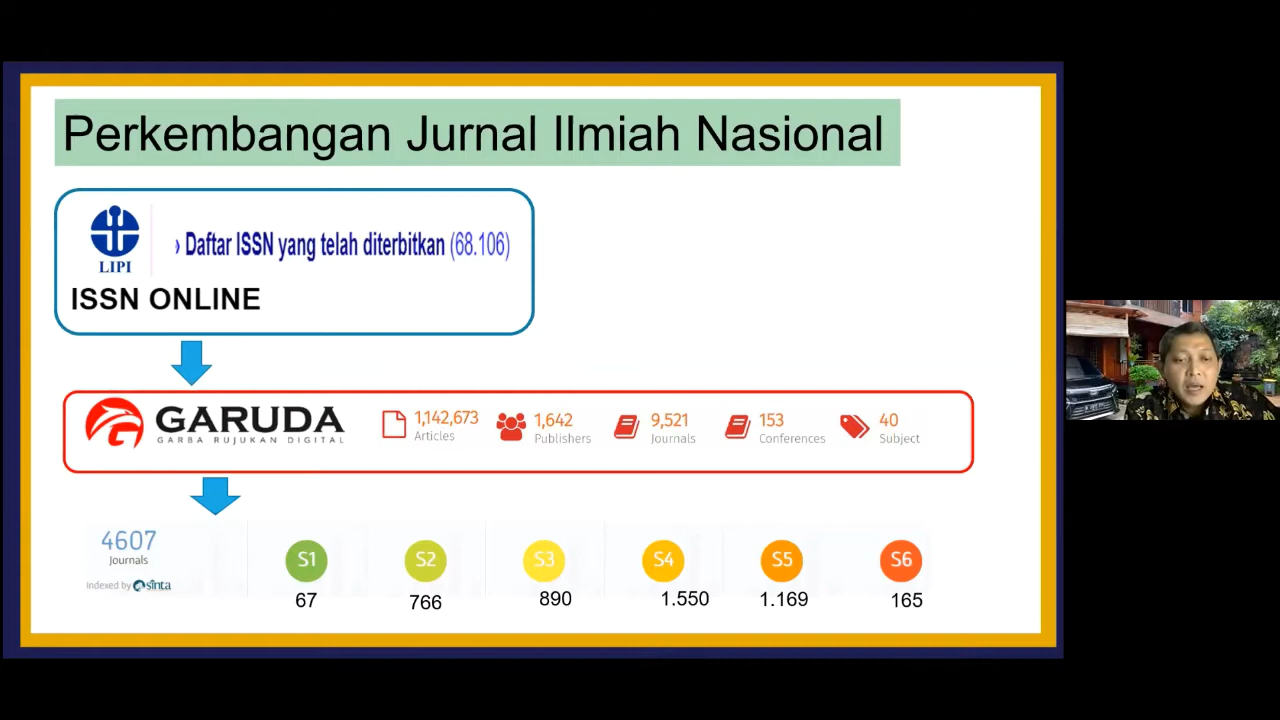 Perkembangan Jurnal Ilmiah Nasional
LIPI
› Daftar ISSN yang telah diterbitkan (68.106)
ISSN ONLINE
GARUDA
GARBA RUJUKAN DIGITAL
1,142,673
Articles
1,642
Publishers
9,521
Journals
153
Conferences
40
Subject
4607
Journals
Indexed by sinta
S1
S2
S3
S4
S5
S6
67
766
890
1.550
1.169
165